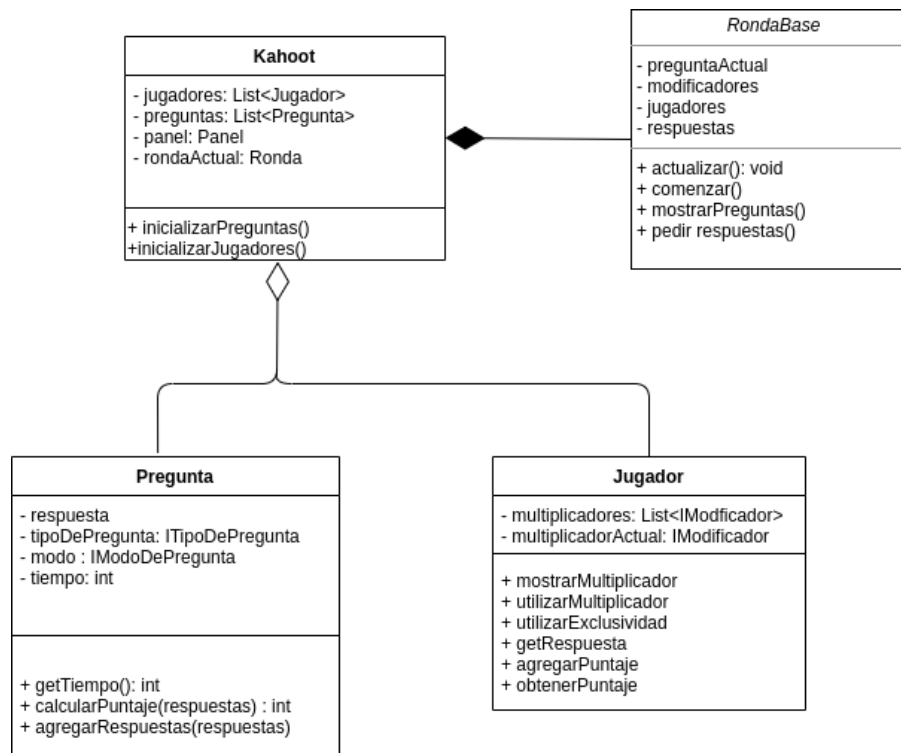 Kahoot
- jugadores: List<Jugador>
- preguntas: List<Pregunta>
- panel: Panel
- rondaActual: Ronda
+ inicializarPreguntas()
+inicializarJugadores()
RondaBase
- preguntaActual
- modificadores
- jugadores
- respuestas
+ actualizar(): void
+ comenzar()
+ mostrarPreguntas()
+ pedir respuestas()
Pregunta
- respuesta
- tipoDePregunta: ITipoDePregunta
- modo : IModoDePregunta
- tiempo: int
+ getTiempo(): int
+ calcularPuntaje(respuestas) : int
+ agregarRespuestas(respuestas)
Jugador
- multiplicadores: List<IModficador>
- multiplicadorActual: IModificador
+ mostrarMultiplicador
+ utilizarMultiplicador
+ utilizarExclusividad
+ getRespuesta
+ agregarPuntaje
+ obtenerPuntaje